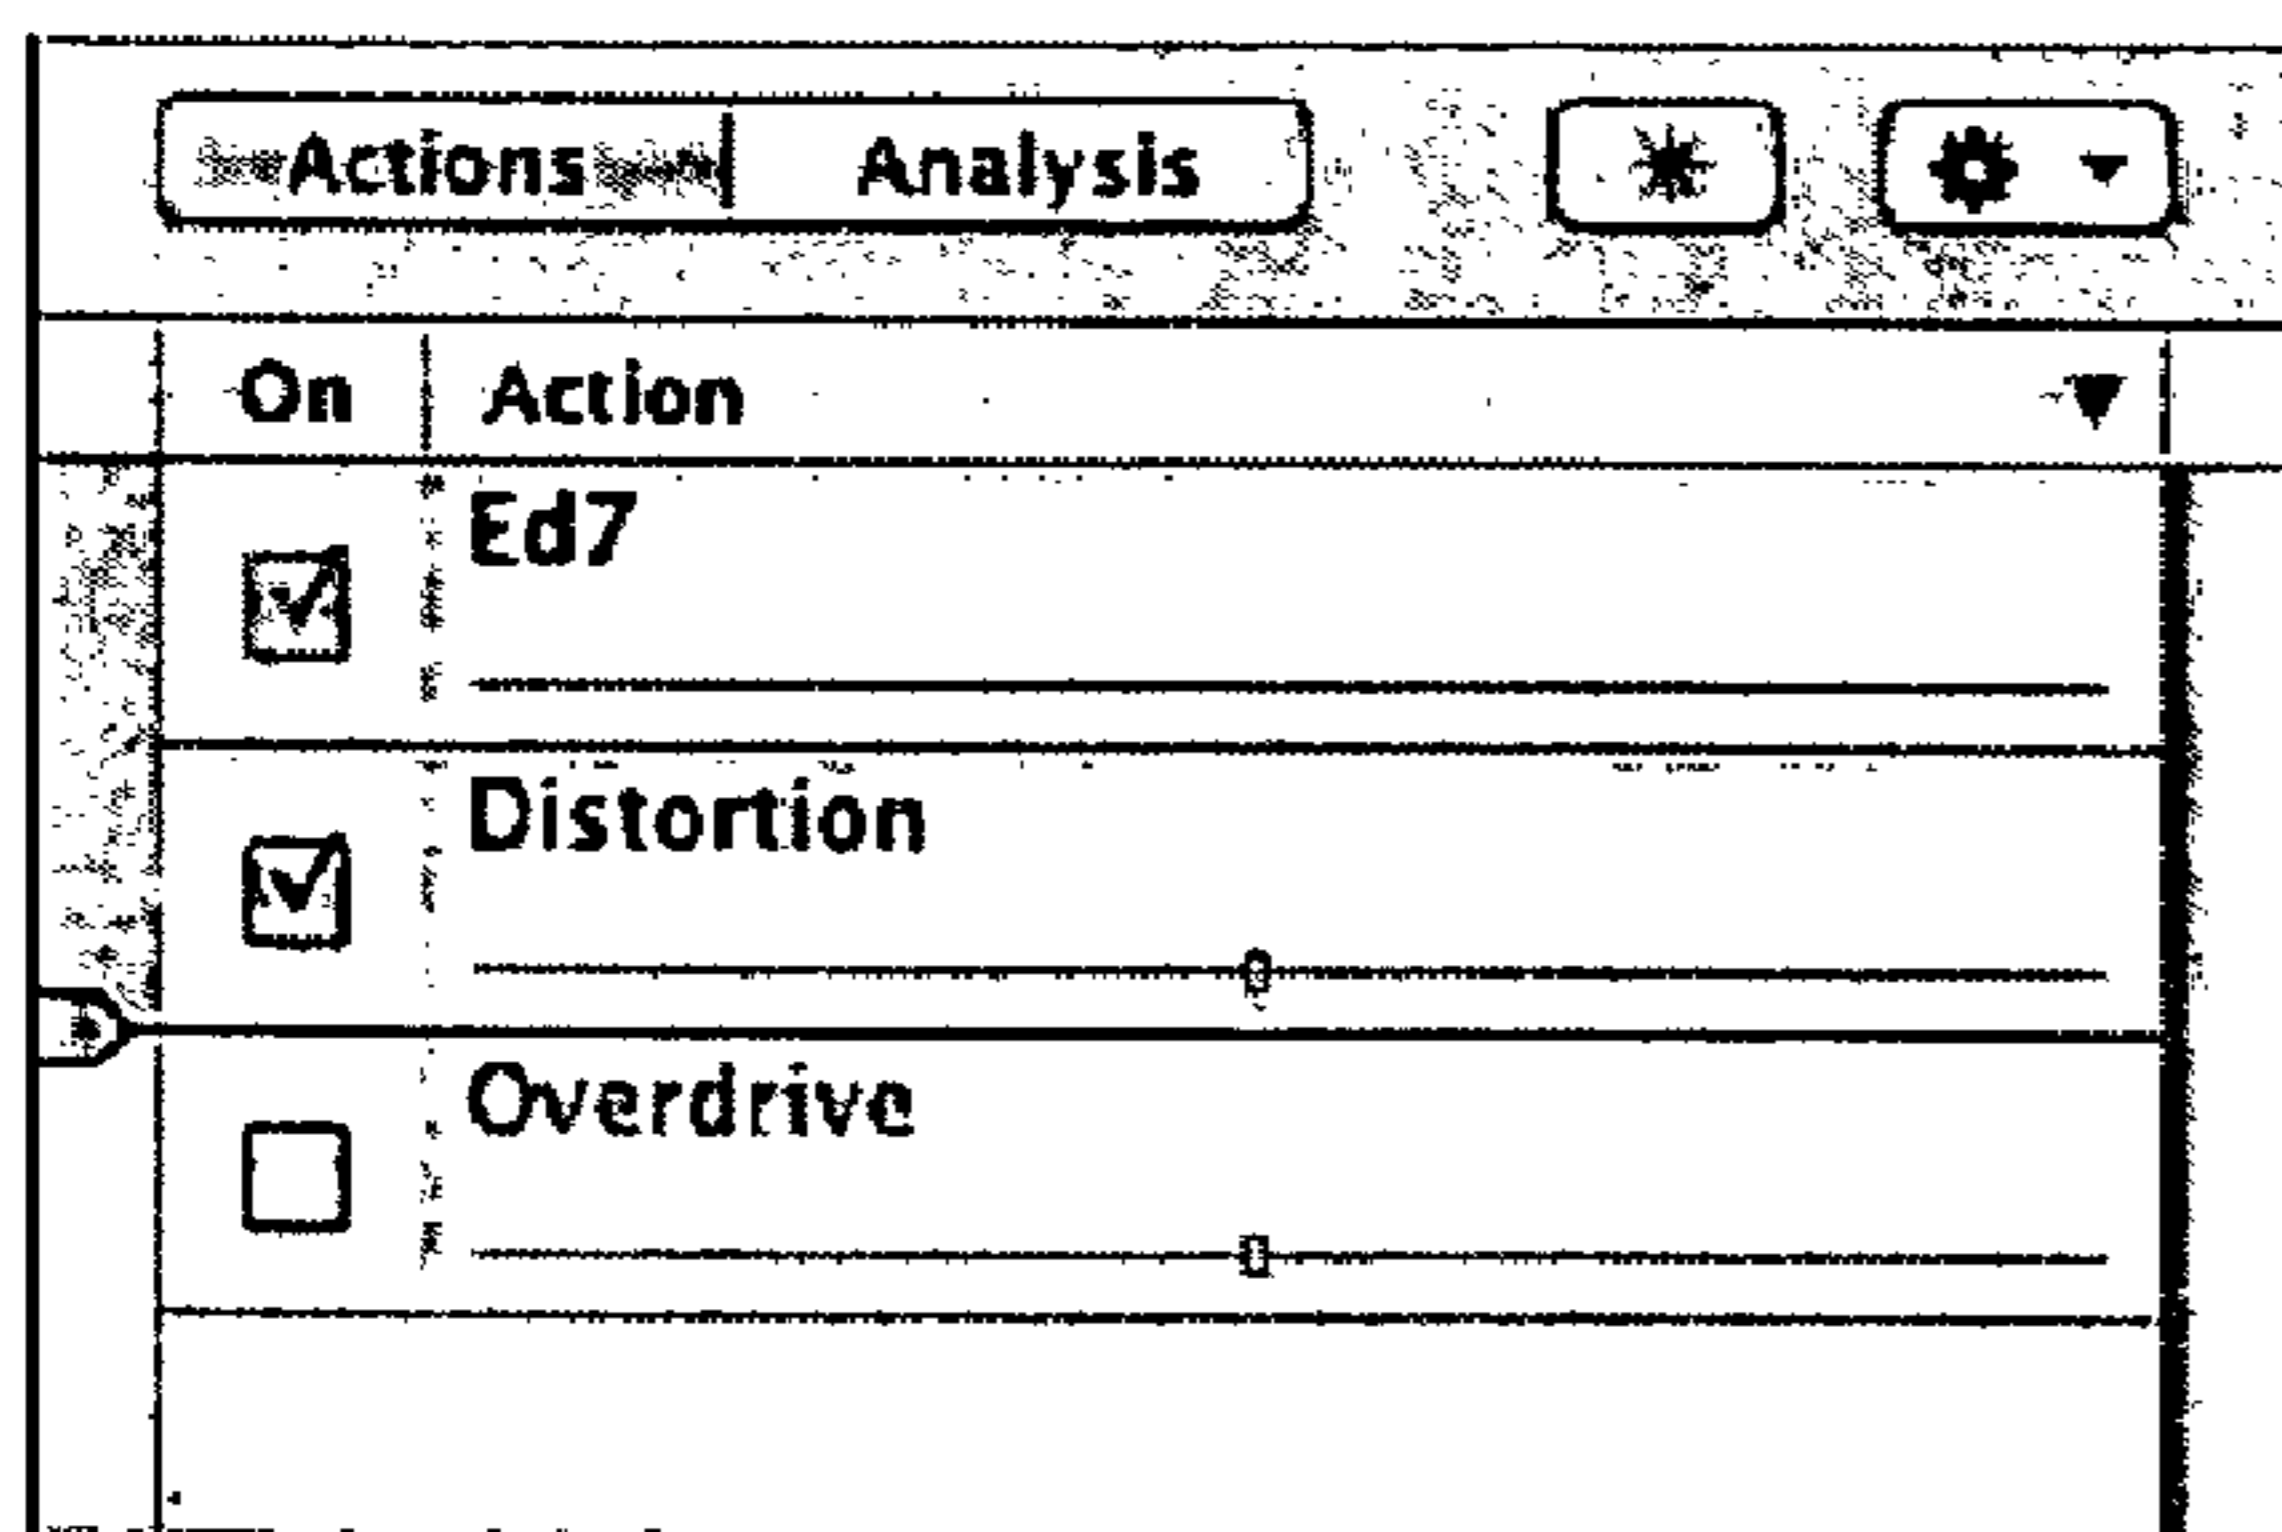 Actions Analysis
On Action
Ed7
Distortion
Overdrive